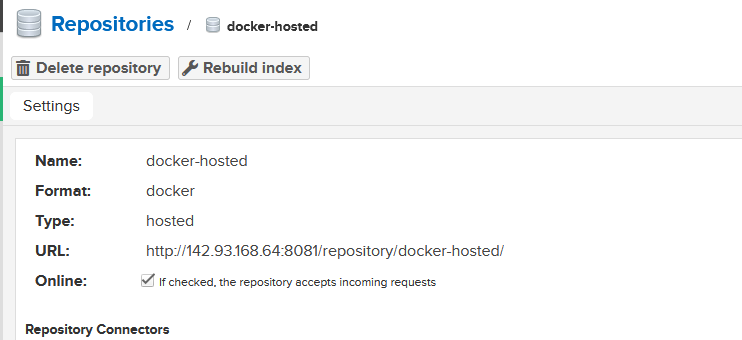 Repositories / docker-hosted
Delete repository Rebuild index
Settings
Name: docker-hosted
Format: docker
Type: hosted
URL: http://142.93.168.64:8081/repository/docker-hosted/
Online: If checked, the repository accepts incoming requests
Repository Connectors